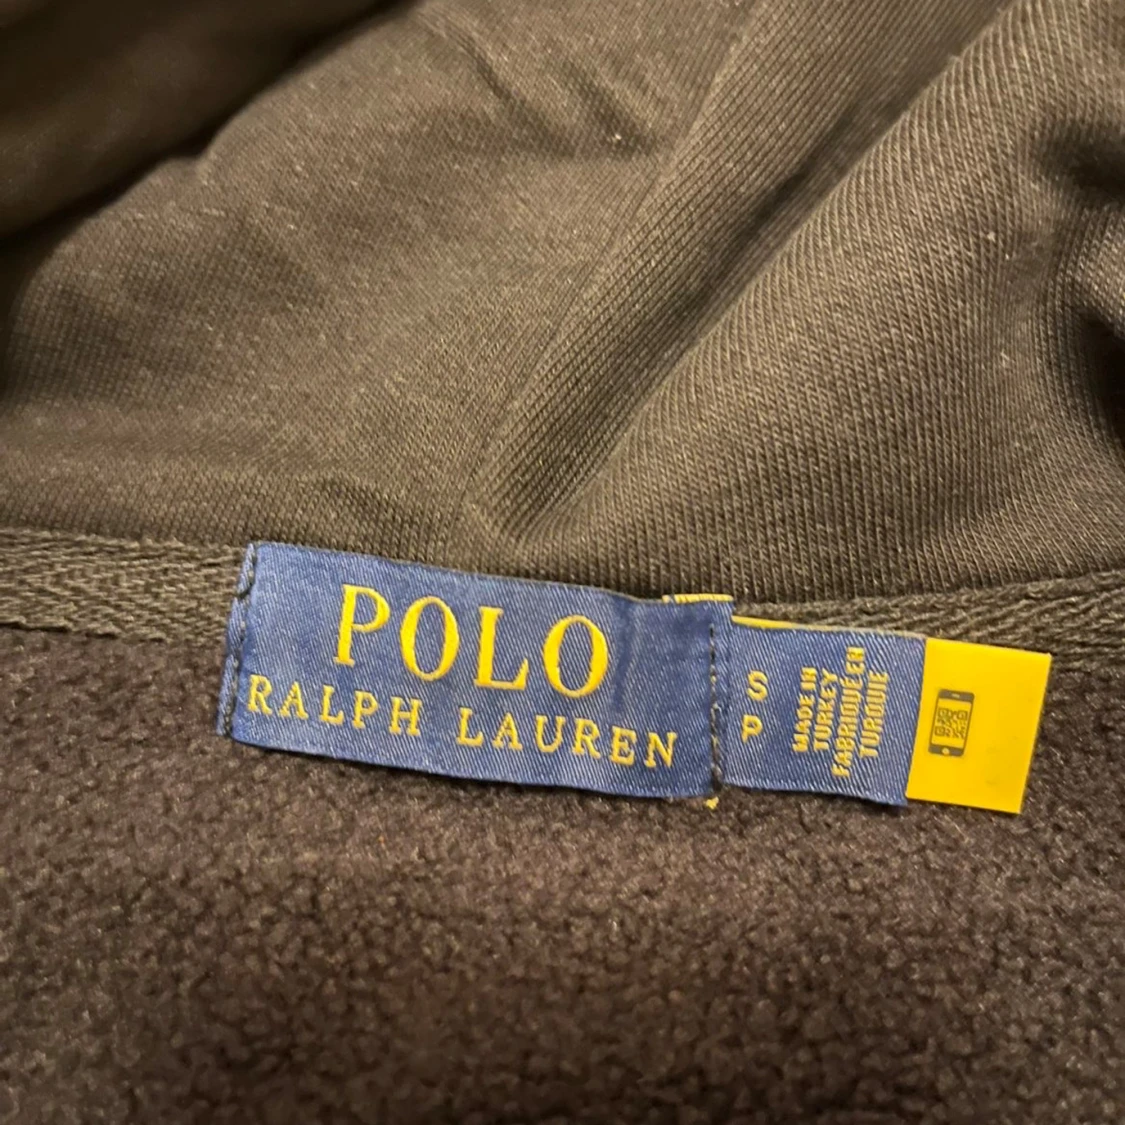 POLO
RALPH LAUREN
S
P
MADE IN
TURKEY
FABRIQUÉ EN
TURQUIE